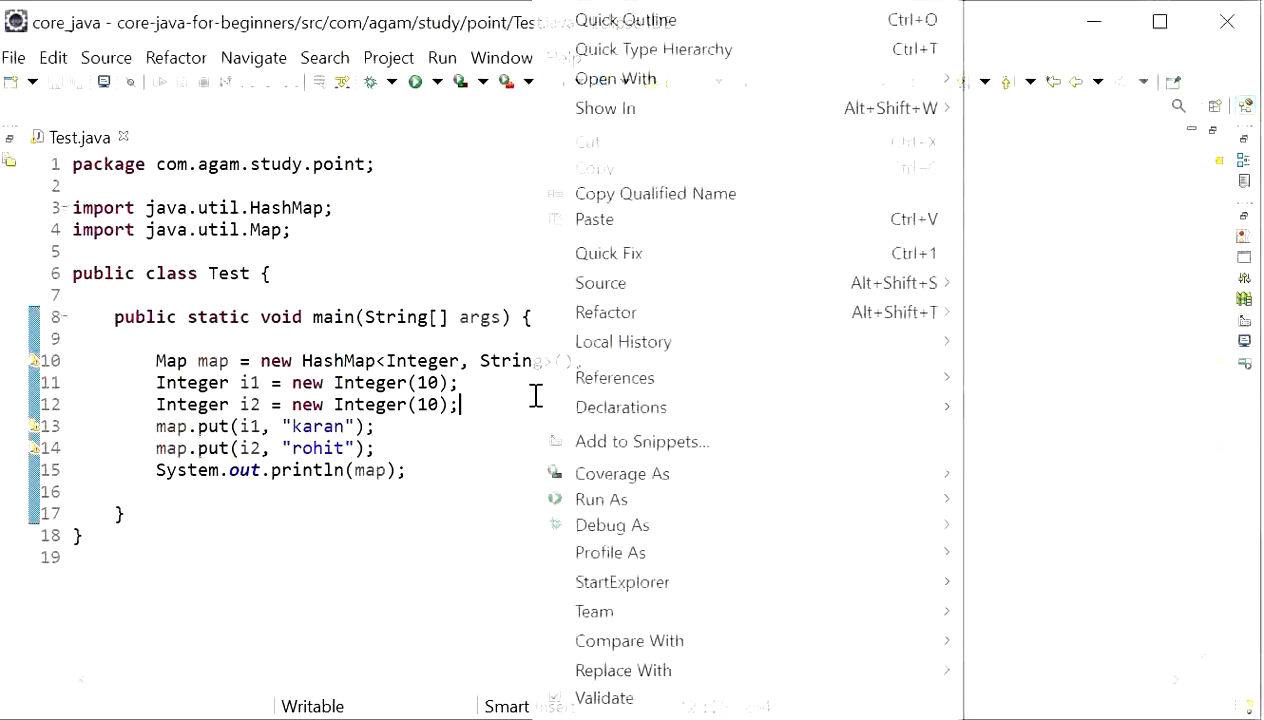 core_java - core-java-for-beginners/src/com/agam/study/point/Test
File Edit Source Refactor Navigate Search Project Run Window
Test.java
1 package com.agam.study.point;
2
3 import java.util.HashMap;
4 import java.util.Map;
5
6 public class Test {
7
8 public static void main(String[] args) {
9
10 Map map = new HashMap<Integer, String>();
11 Integer i1 = new Integer(10);
12 Integer i2 = new Integer(10);
13 map.put(i1, "karan");
14 map.put(i2, "rohit");
15 System.out.println(map);
16
17 }
18 }
19
Writable Smart Insert
Quick Outline Ctrl+O
Quick Type Hierarchy Ctrl+T
Open With
Show In Alt+Shift+W
Cut Ctrl+X
Copy Ctrl+C
Copy Qualified Name
Paste Ctrl+V
Quick Fix Ctrl+1
Source Alt+Shift+S
Refactor Alt+Shift+T
Local History
References
Declarations
Add to Snippets...
Coverage As
Run As
Debug As
Profile As
StartExplorer
Team
Compare With
Replace With
Validate